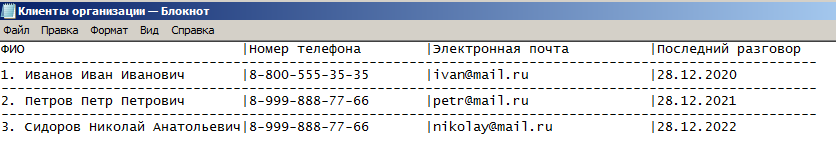 Клиенты организации — Блокнот
Файл Правка Формат Вид Справка
ФИО |Номер телефона |Электронная почта |Последний разговор
1. Иванов Иван Иванович |8-800-555-35-35 |ivan@mail.ru |28.12.2020
2. Петров Петр Петрович |8-999-888-77-66 |petr@mail.ru |28.12.2021
3. Сидоров Николай Анатольевич|8-999-888-77-66 |nikolay@mail.ru |28.12.2022